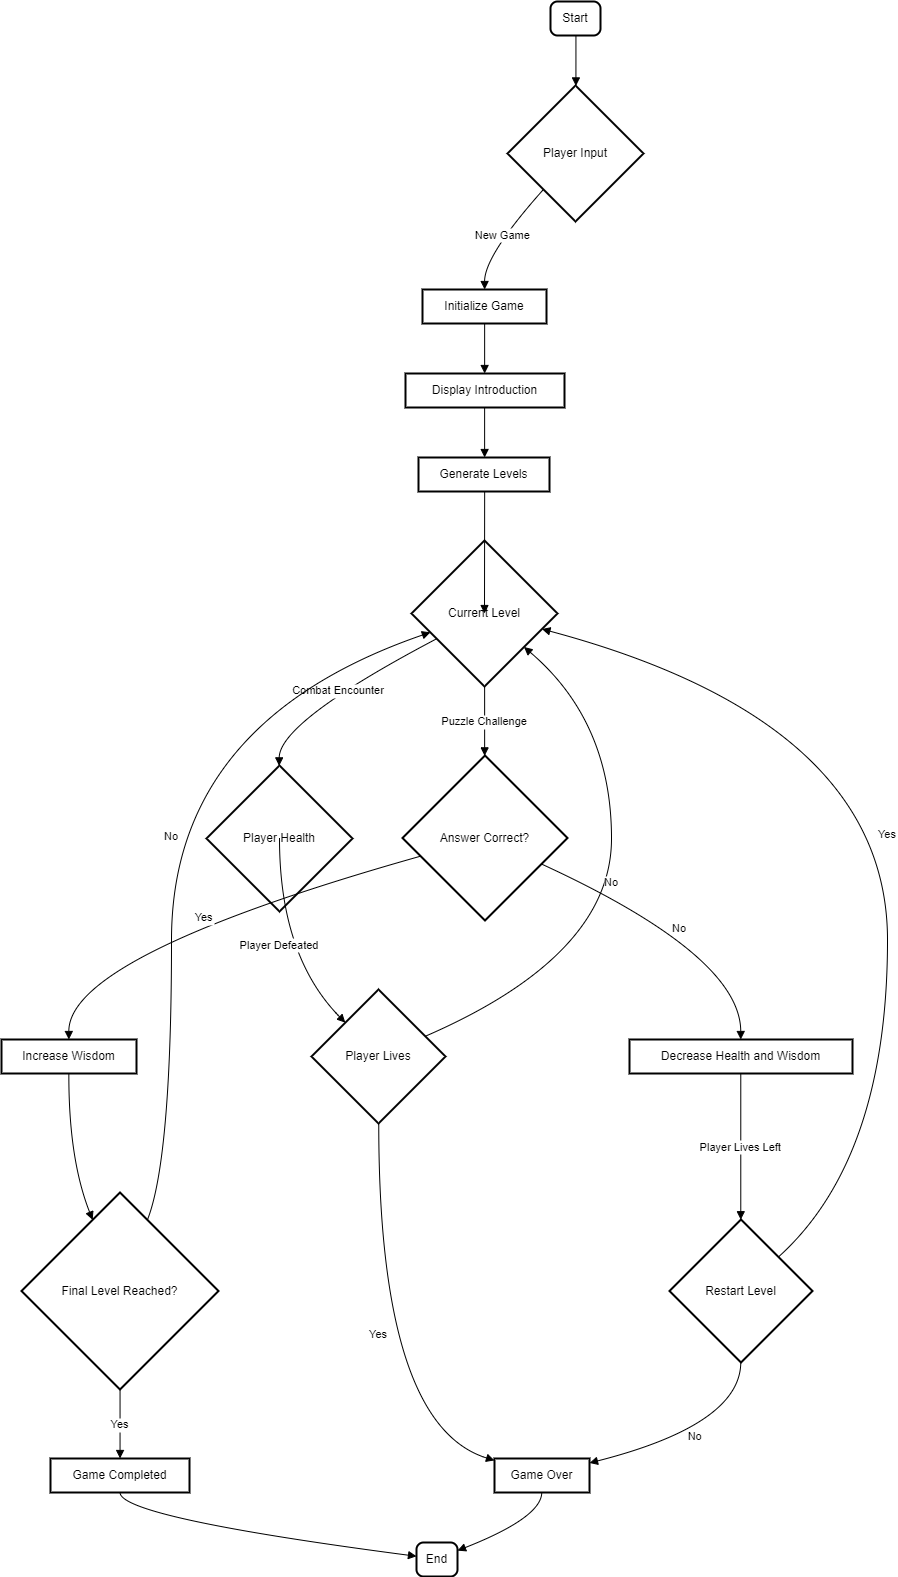 Start
Player Input
New Game
Initialize Game
Display Introduction
Generate Levels
Current Level
Combat Encounter
Puzzle Challenge
No
Player Health
Answer Correct?
Yes
No
Yes
No
Player Defeated
Increase Wisdom
Player Lives
Decrease Health and Wisdom
Player Lives Left
Final Level Reached?
Restart Level
Yes
Yes
No
Game Completed
Game Over
End